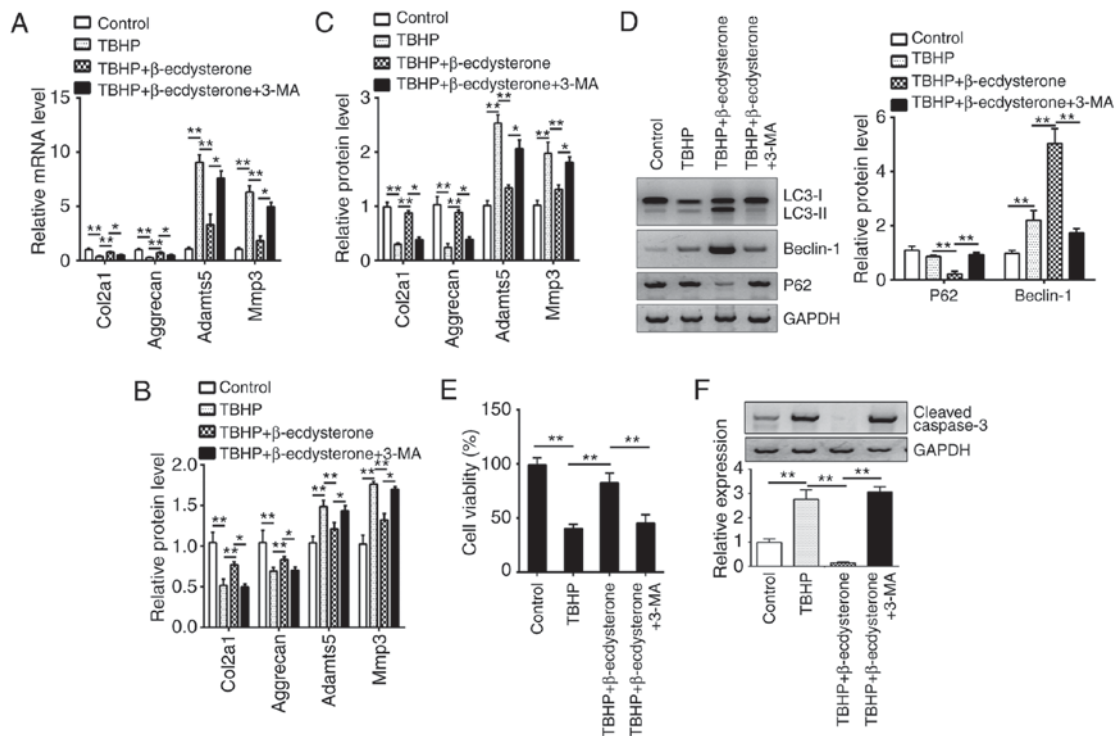 A
Control
TBHP
TBHP+β-ecdysterone
TBHP+β-ecdysterone+3-MA
Relative mRNA level
15
10
5
0
** ** * ** ** * ** ** * ** ** *
Col2a1
Aggrecan
Adamts5
Mmp3
C
Control
TBHP
TBHP+β-ecdysterone
TBHP+β-ecdysterone+3-MA
Relative protein level
3
2
1
0
** ** * ** ** * ** ** * ** ** *
Col2a1
Aggrecan
Adamts5
Mmp3
D
Control
TBHP
TBHP+β-ecdysterone
TBHP+β-ecdysterone
+3-MA
LC3-I
LC3-II
Beclin-1
P62
GAPDH
Control
TBHP
TBHP+β-ecdysterone
TBHP+β-ecdysterone+3-MA
Relative protein level
6
4
2
0
** ** ** ** **
P62
Beclin-1
B
Control
TBHP
TBHP+β-ecdysterone
TBHP+β-ecdysterone+3-MA
Relative protein level
2.0
1.5
1.0
0.5
0.0
** ** * ** ** * ** ** * ** ** *
Col2a1
Aggrecan
Adamts5
Mmp3
E
Cell viablity (%)
150
100
50
0
** ** **
Control
TBHP
TBHP+β-ecdysterone
TBHP+β-ecdysterone
+3-MA
F
Cleaved
caspase-3
GAPDH
Relative expression
4
3
2
1
0
** ** **
Control
TBHP
TBHP+β-ecdysterone
TBHP+β-ecdysterone
+3-MA